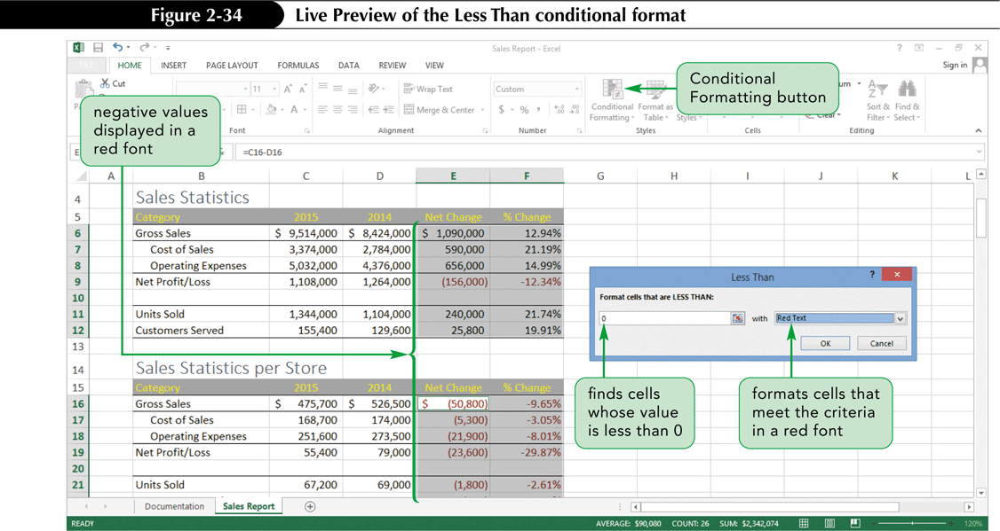 Figure 2-34 Live Preview of the Less Than conditional format
Sales Report - Excel
?
FILE HOME INSERT PAGE LAYOUT FORMULAS DATA REVIEW VIEW Sign in
Cut
11 A A
Wrap Text
Custom
Merge & Center
$ % ,
Conditional Formatting
Format as Table
Styles
Clear
Sort & Filter
Find & Select
Font Alignment Number Styles Cells Editing
Conditional
Formatting button
negative values
displayed in a
red font
=C16-D16
A B C D E F G H I J K L
4 Sales Statistics
5 Category 2015 2014 Net Change % Change
6 Gross Sales $ 9,514,000 $ 8,424,000 $ 1,090,000 12.94%
7 Cost of Sales 3,374,000 2,784,000 590,000 21.19%
8 Operating Expenses 5,032,000 4,376,000 656,000 14.99%
9 Net Profit/Loss 1,108,000 1,264,000 (156,000) -12.34%
10
11 Units Sold 1,344,000 1,104,000 240,000 21.74%
12 Customers Served 155,400 129,600 25,800 19.91%
13
14 Sales Statistics per Store
15 Category 2015 2014 Net Change % Change
16 Gross Sales $ 475,700 $ 526,500 $ (50,800) -9.65%
17 Cost of Sales 168,700 174,000 (5,300) -3.05%
18 Operating Expenses 251,600 273,500 (21,900) -8.01%
19 Net Profit/Loss 55,400 79,000 (23,600) -29.87%
20
21 Units Sold 67,200 69,000 (1,800) -2.61%
Less Than ?
Format cells that are LESS THAN:
0 with Red Text
OK Cancel
finds cells
whose value
is less than 0
formats cells that
meet the criteria
in a red font
Documentation Sales Report
READY AVERAGE: $90,080 COUNT: 26 SUM: $2,342,074 120%